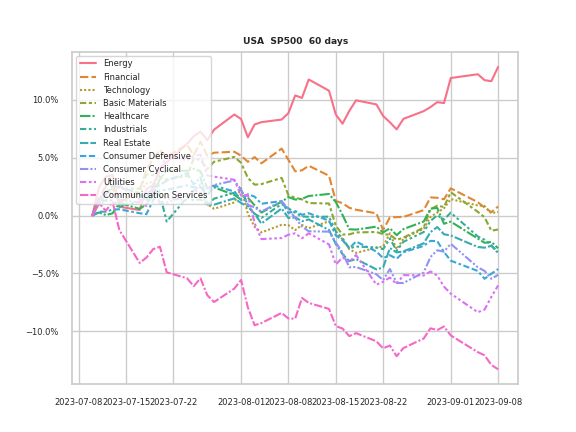 USA  SP500  60 days
Energy
Financial
Technology
Basic Materials
Healthcare
Industrials
Real Estate
Consumer Defensive
Consumer Cyclical
Utilities
Communication Services
10.0%
5.0%
0.0%
−5.0%
−10.0%
2023-07-08 2023-07-15 2023-07-22 2023-08-01 2023-08-08 2023-08-15 2023-08-22 2023-09-01 2023-09-08